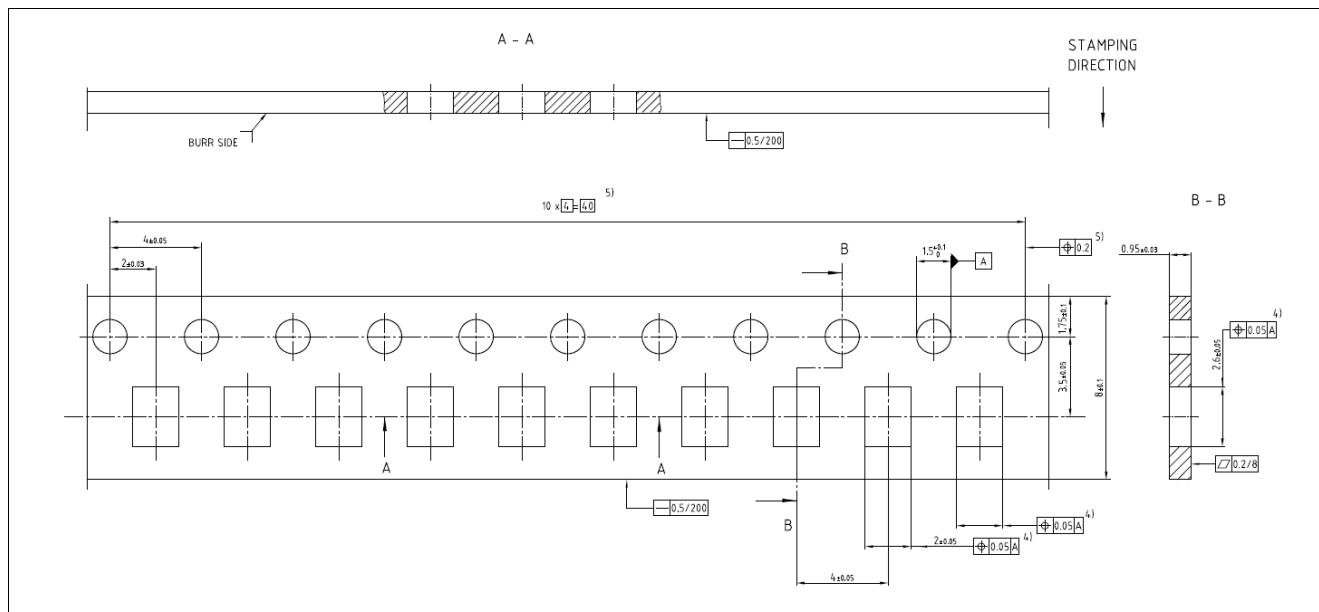 A - A
STAMPING
DIRECTION
BURR SIDE
0.5/200
10 x 4 = 40 5)
B - B
4±0.05
B
1.5 +0.1 0
A
0.2 5)
0.95±0.03
2±0.03
1.75±0.1
0.05 A 4)
3.5±0.05
8±0.1
2.6±0.05
A
A
0.2/8
0.5/200
B
0.05 A 4)
2±0.05
0.05 A 4)
4±0.05